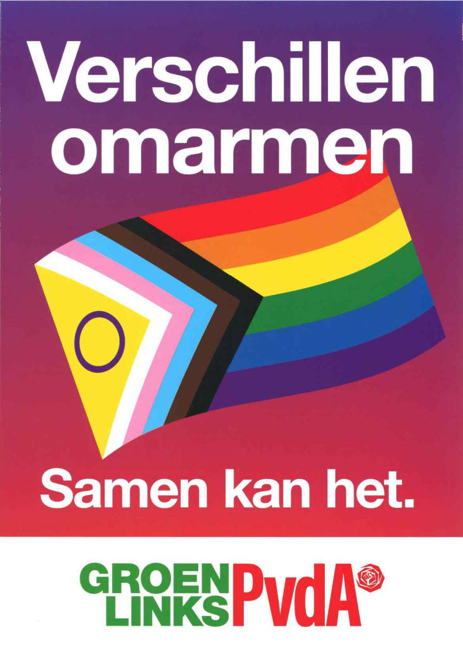 Verschillen
omarmen
Samen kan het.
GROEN
LINKS
PvdA